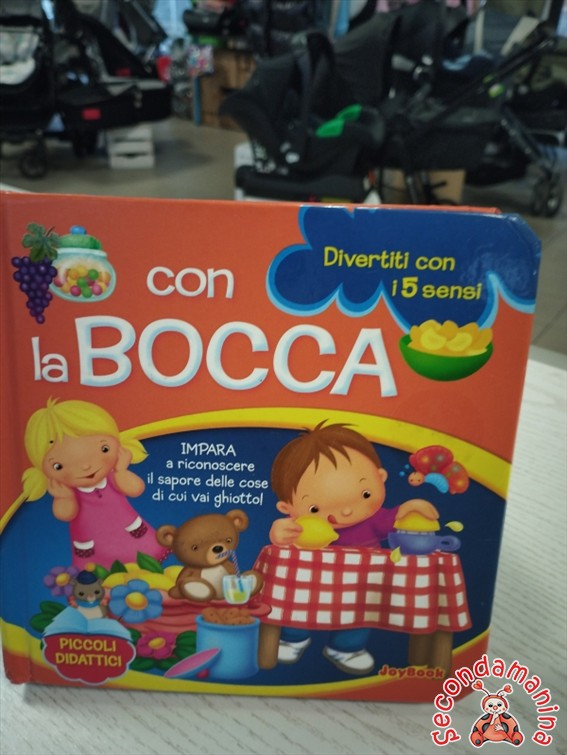 Divertiti con
i 5 sensi
con
la BOCCA
IMPARA
a riconoscere
il sapore delle cose
di cui vai ghiotto!
PICCOLI
DIDATTICI
JoyBook
Secondamanina